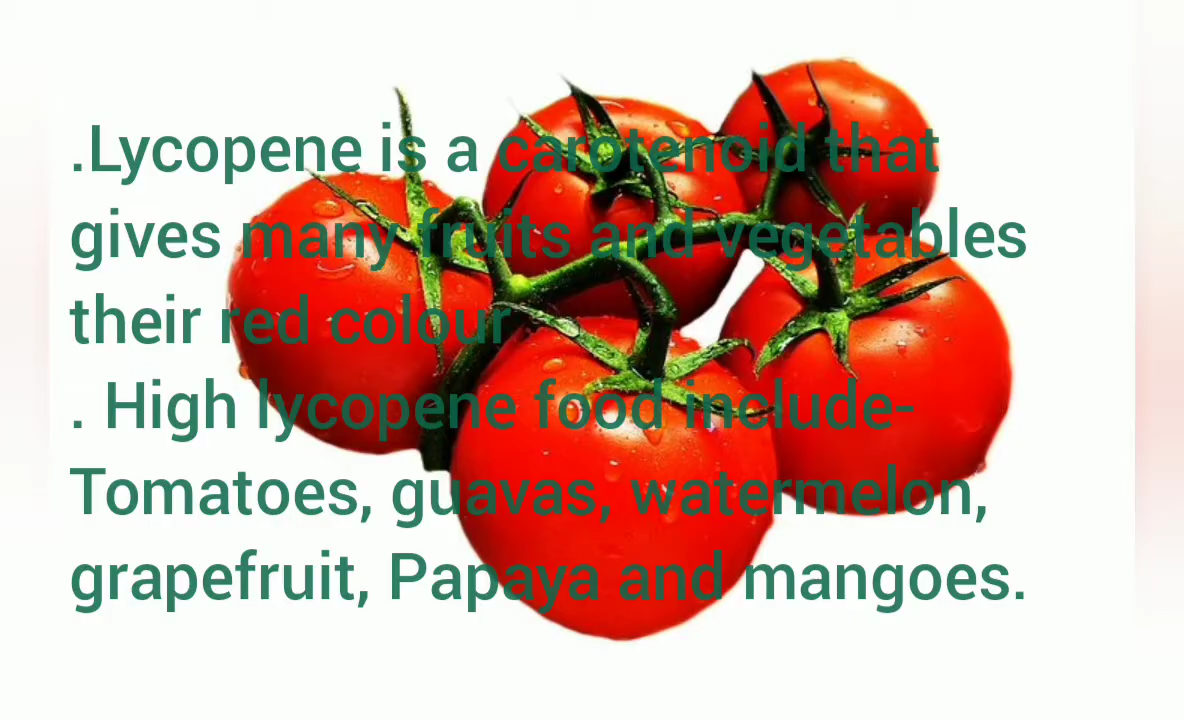 .Lycopene is a carotenoid that
gives many fruits and vegetables
their red colour
. High lycopene food include-
Tomatoes, guavas, watermelon,
grapefruit, Papaya and mangoes.